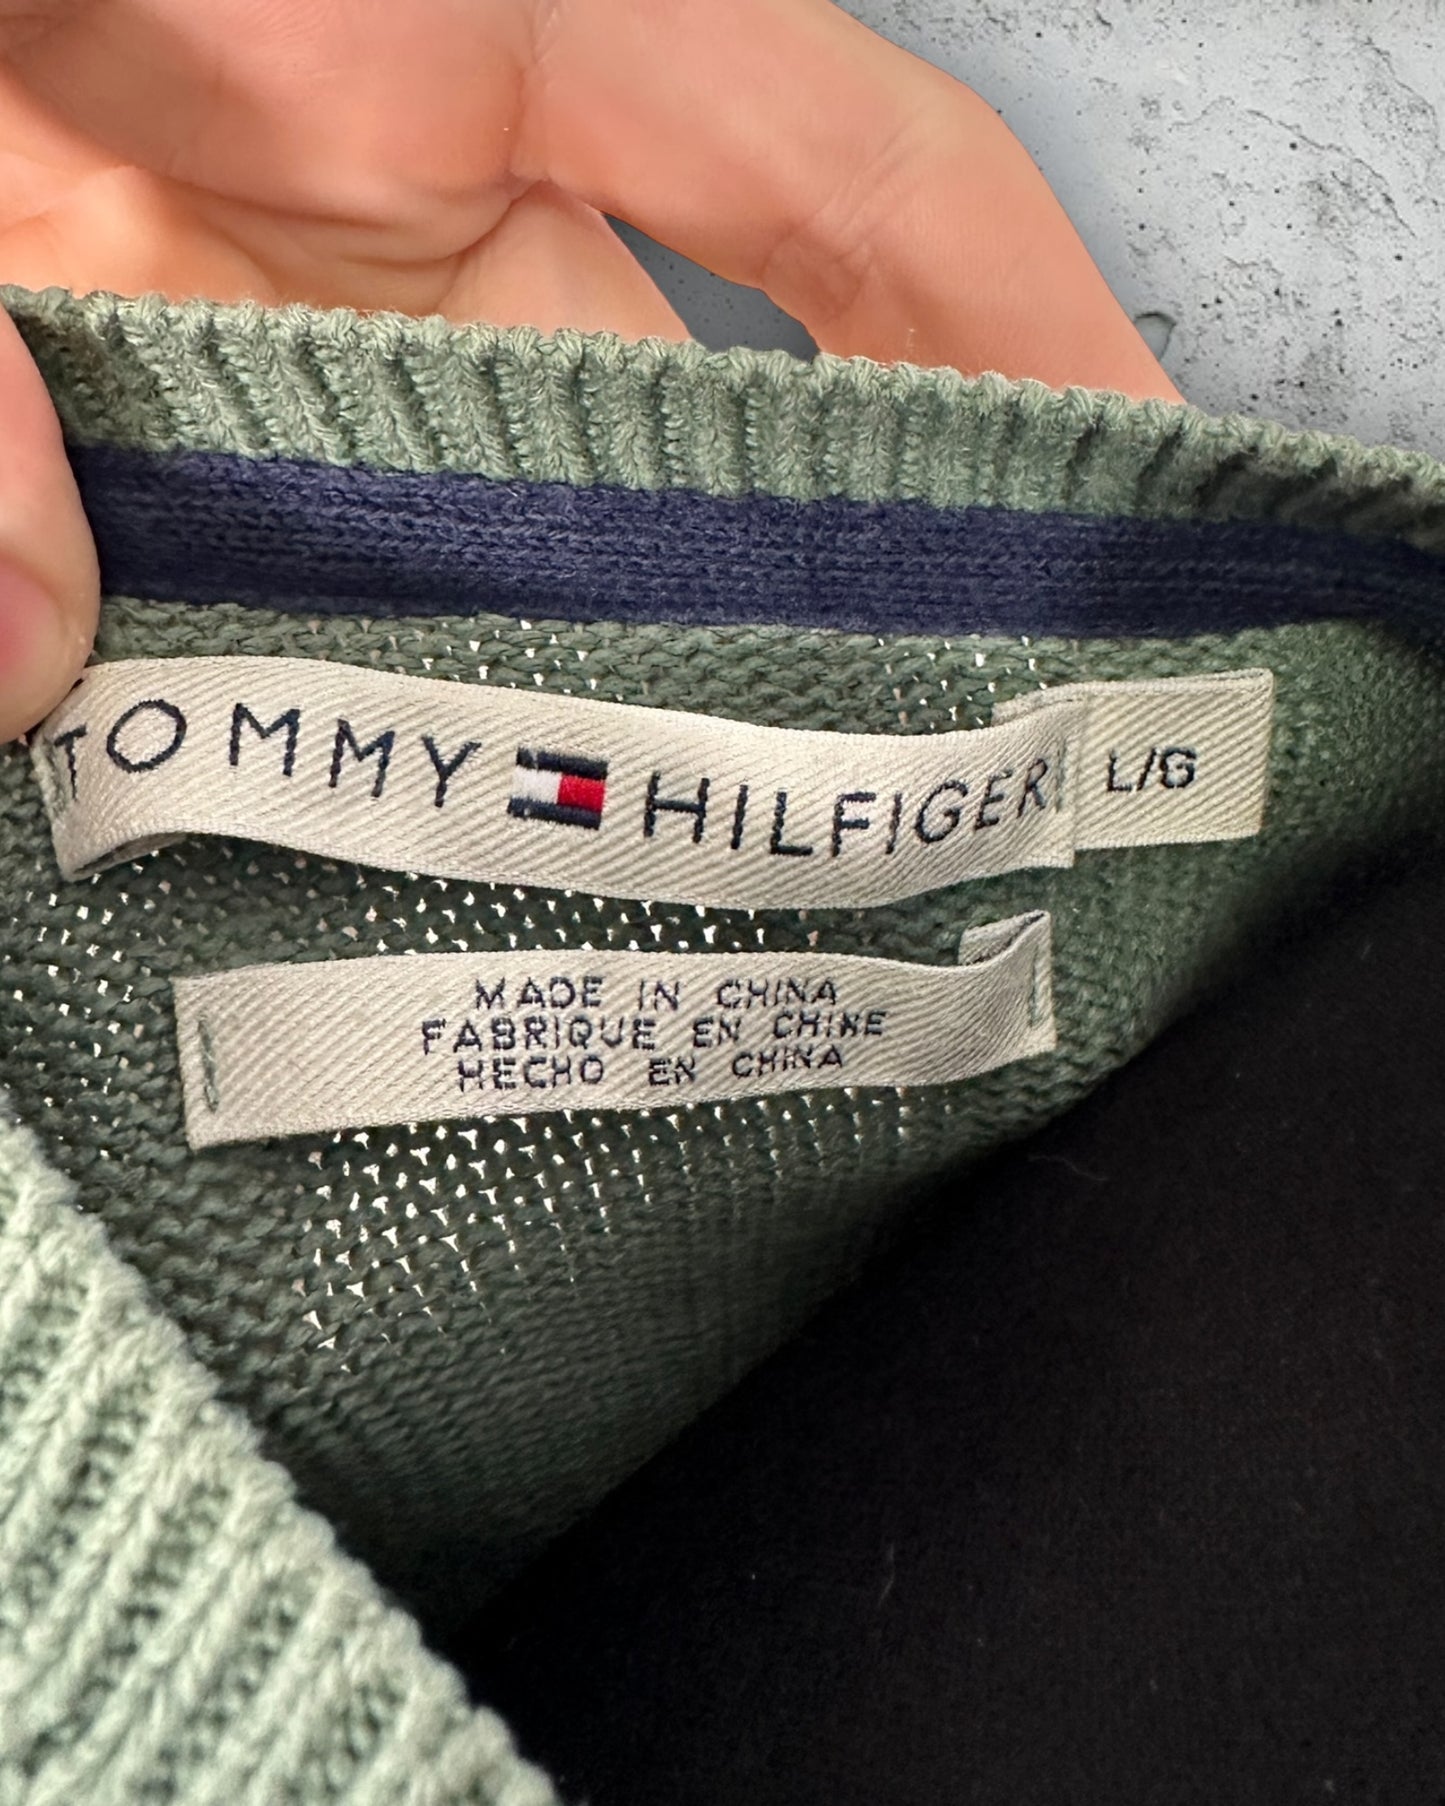 TOMMY HILFIGER L/G
MADE IN CHINA
FABRIQUE EN CHINE
HECHO EN CHINA